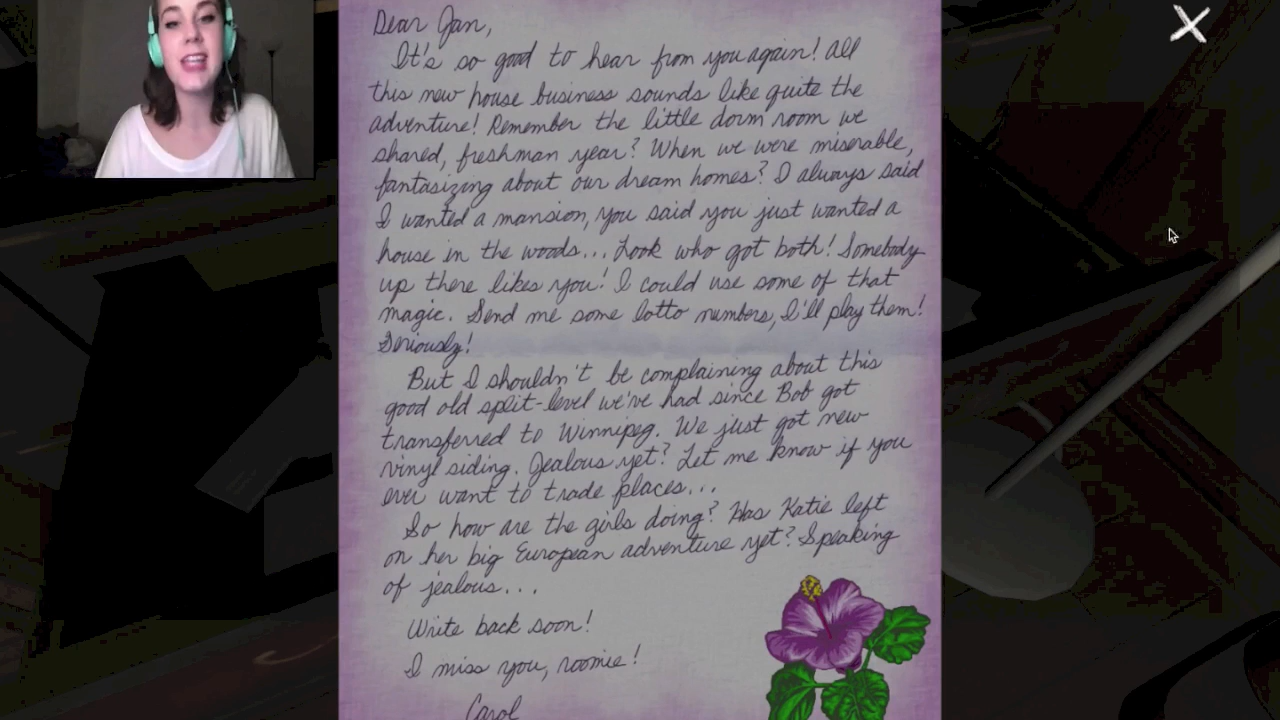 Dear Jan,
It's so good to hear from you again! All
this new house business sounds like quite the
adventure! Remember the little dorm room we
shared, freshman year? When we were miserable,
fantasizing about our dream homes? I always said
I wanted a mansion, you said you just wanted a
house in the woods... Look who got both! Somebody
up there likes you! I could use some of that
magic. Send me some lotto numbers, I'll play them!
Seriously!
But I shouldn't be complaining about this
good old split-level we've had since Bob got
transferred to Winnipeg. We just got new
vinyl siding. Jealous yet? Let me know if you
ever want to trade places...
So how are the girls doing? Has Katie left
on her big European adventure yet? Speaking
of jealous...
Write back soon!
I miss you, roomie!
Carol